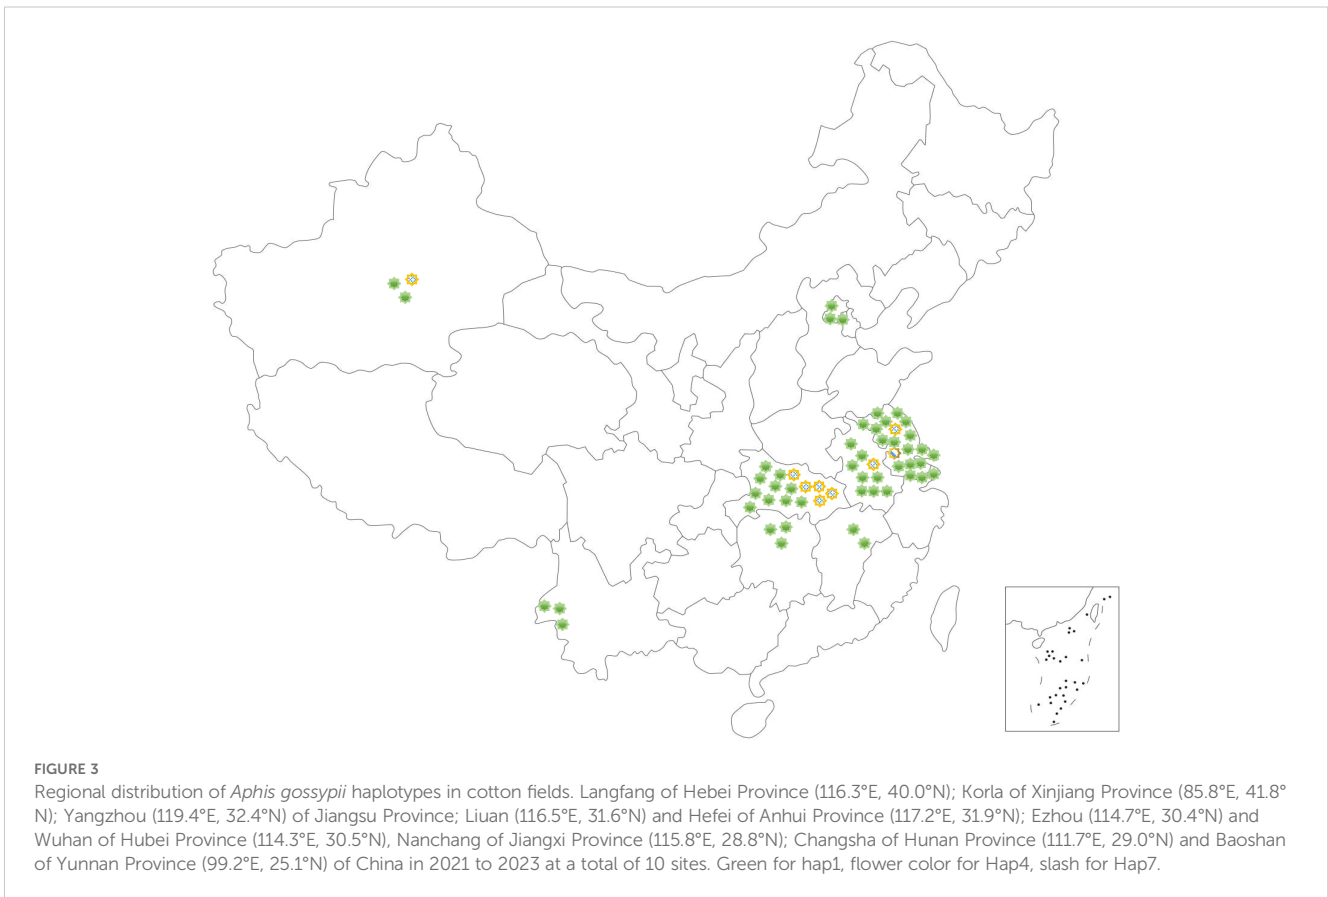 FIGURE 3
Regional distribution of Aphis gossypii haplotypes in cotton fields. Langfang of Hebei Province (116.3°E, 40.0°N); Korla of Xinjiang Province (85.8°E, 41.8°
N); Yangzhou (119.4°E, 32.4°N) of Jiangsu Province; Liuan (116.5°E, 31.6°N) and Hefei of Anhui Province (117.2°E, 31.9°N); Ezhou (114.7°E, 30.4°N) and
Wuhan of Hubei Province (114.3°E, 30.5°N), Nanchang of Jiangxi Province (115.8°E, 28.8°N); Changsha of Hunan Province (111.7°E, 29.0°N) and Baoshan
of Yunnan Province (99.2°E, 25.1°N) of China in 2021 to 2023 at a total of 10 sites. Green for hap1, flower color for Hap4, slash for Hap7.